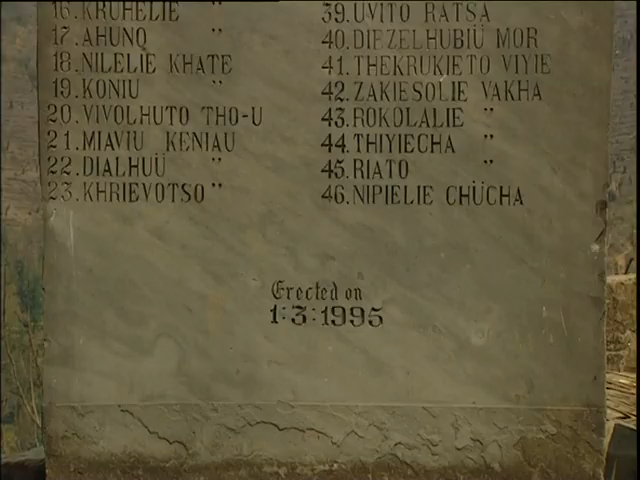 16. KRUHELIE "
17. AHUNO "
18. NILELIE KHATE
19. KONIU "
20. VIVOLHUTO THO-U
21. MIAVIU KENIAU
22. DIALHUÜ "
23. KHRIEVOTSO "
39. UVITO RATSA
40. DIEZELHUBIÜ MOR
41. THEKRUKIETO VIYIE
42. ZAKIESOLIE VAKHA
43. ROKOLALIE "
44. THIYIECHA "
45. RIATO "
46. NIPIELIE CHÜCHA
Erected on
1:3:1995